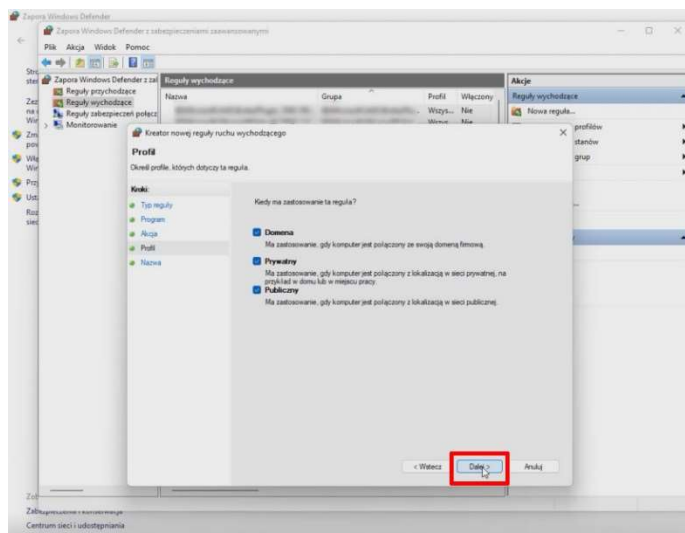 Zapora Windows Defender
Zapora Windows Defender z zabezpieczeniami zaawansowanymi
Plik Akcja Widok Pomoc
Zapora Windows Defender z zal
Reguły przychodzące
Reguły wychodzące
Reguły zabezpieczeń połącz
Monitorowanie
Reguły wychodzące
Nazwa Grupa Profil Włączony
Wszys... Nie
Wszys... Nie
Akcje
Reguły wychodzące
Nowa reguła...
profilów
stanów
grup
Kreator nowej reguły ruchu wychodzącego
Profil
Określ profile, których dotyczy ta reguła.
Kroki:
Typ reguły
Program
Akcja
Profil
Nazwa
Kiedy ma zastosowanie ta reguła?
Domena
Ma zastosowanie, gdy komputer jest połączony ze swoją domeną firmową.
Prywatny
Ma zastosowanie, gdy komputer jest połączony z lokalizacją w sieci prywatnej, na
przykład w domu lub w miejscu pracy.
Publiczny
Ma zastosowanie, gdy komputer jest połączony z lokalizacją w sieci publicznej.
< Wstecz Dalej > Anuluj
Centrum sieci i udostępniania